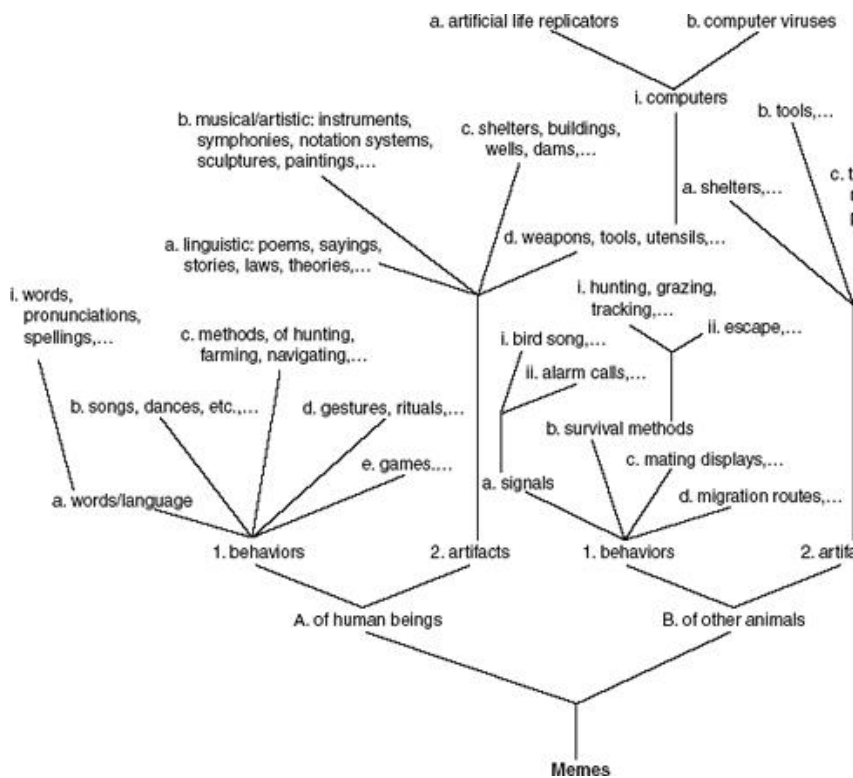 a. artificial life replicators
b. computer viruses
i. computers
b. musical/artistic: instruments,
symphonies, notation systems,
sculptures, paintings,…
c. shelters, buildings,
wells, dams,…
b. tools,…
a. shelters,…
c.
a. linguistic: poems, sayings,
stories, laws, theories,…
d. weapons, tools, utensils,…
i. words,
pronunciations,
spellings,…
i. hunting, grazing,
tracking,…
ii. escape,…
c. methods, of hunting,
farming, navigating,…
i. bird song,…
ii. alarm calls,…
b. songs, dances, etc.,…
d. gestures, rituals,…
b. survival methods
e. games.…
c. mating displays,…
a. words/language
a. signals
d. migration routes,…
1. behaviors
2. artifacts
1. behaviors
2.
A. of human beings
B. of other animals
Memes